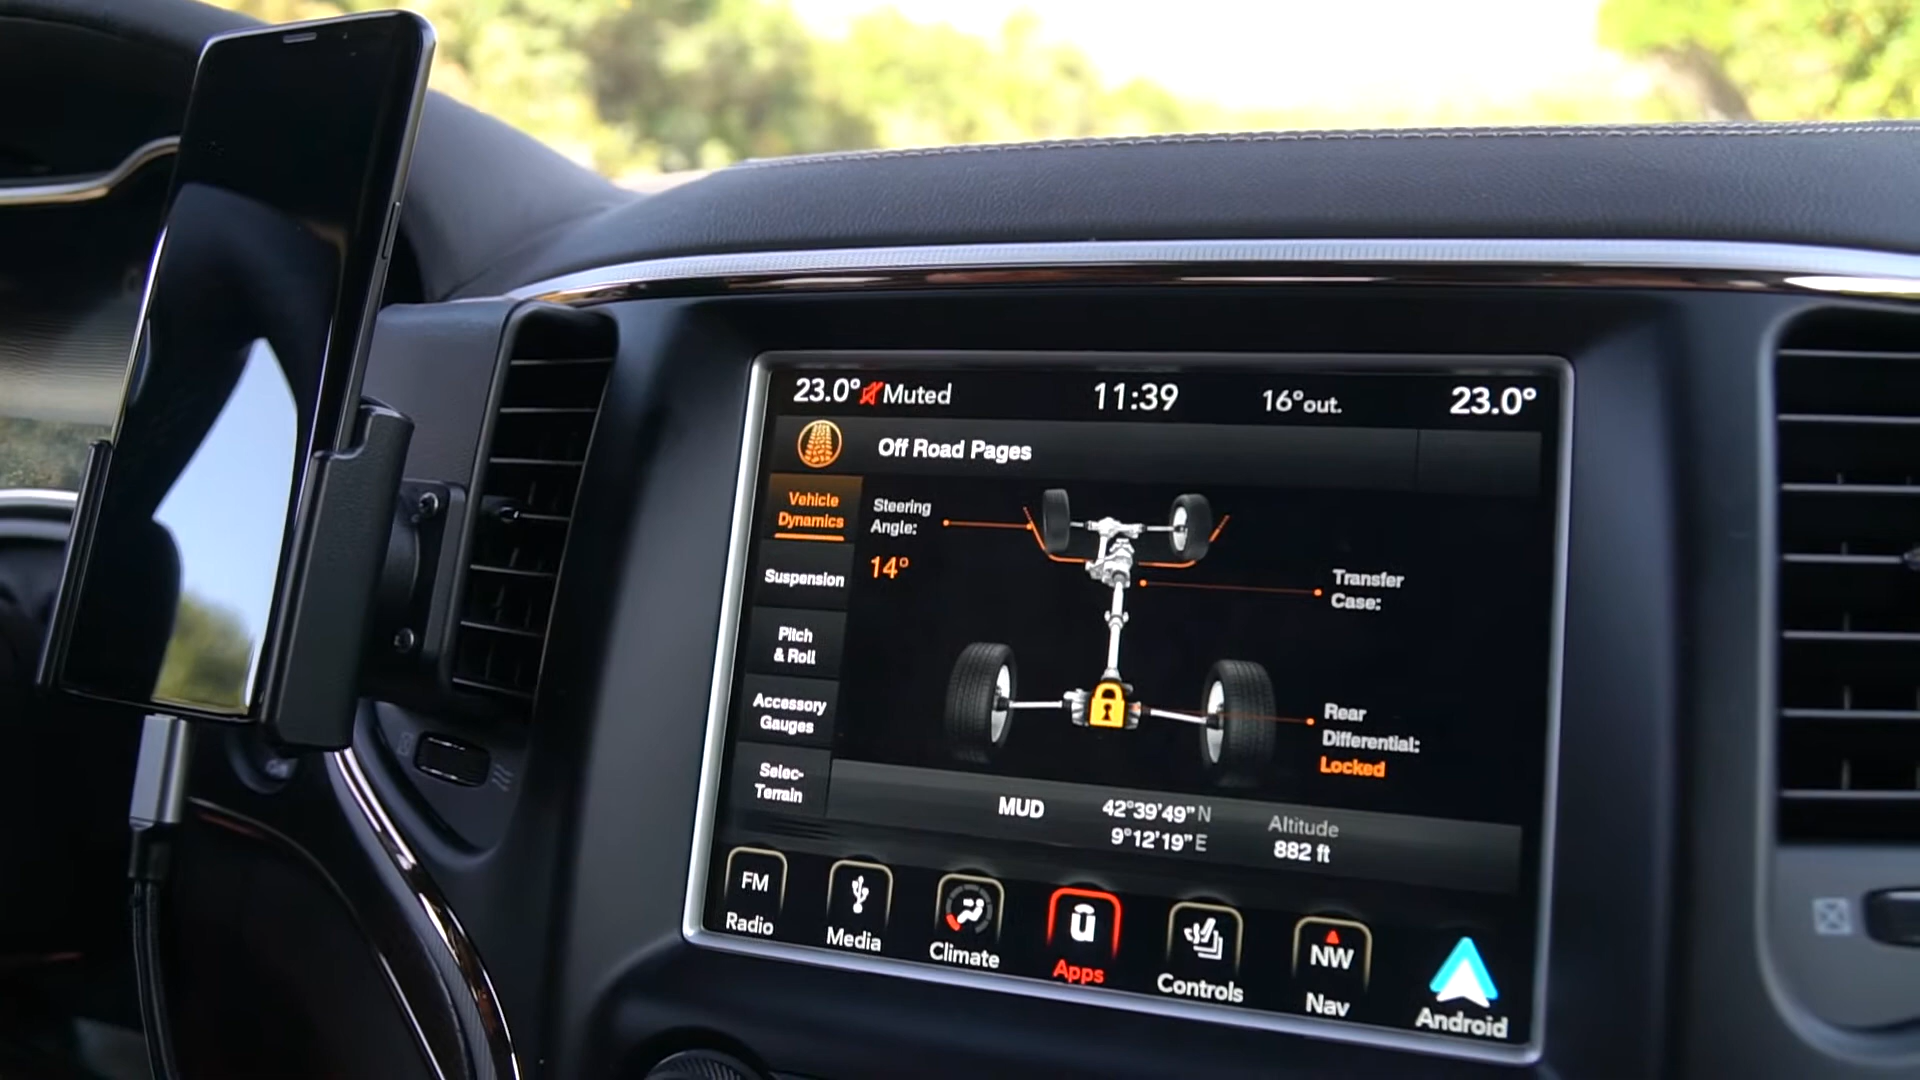 23.0° Muted 11:39 16°out. 23.0°
Off Road Pages
Vehicle
Dynamics
Steering
Angle:
14°
Suspension
Transfer
Case:
Pitch
& Roll
Accessory
Gauges
Rear
Differential:
Locked
Selec-
Terrain
MUD
42°39'49" N
9°12'19" E
Altitude
882 ft
FM
Radio
Media
Climate
ū
Apps
Controls
NW
Nav
Android